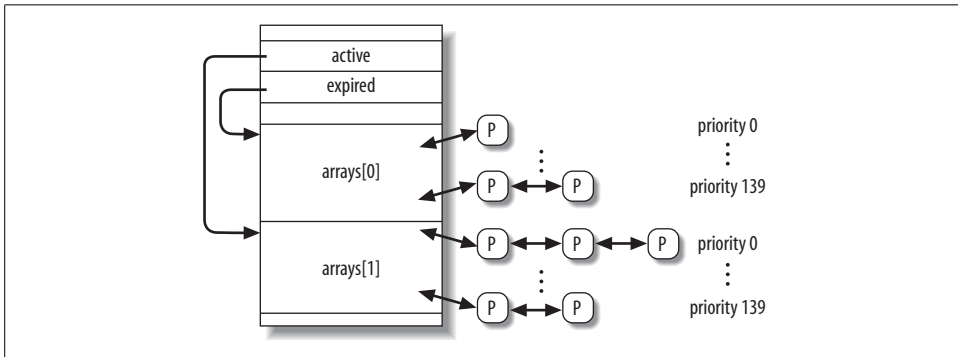 active
expired
P
priority 0
arrays[0]
P
P
priority 139
P
P
P
priority 0
arrays[1]
P
P
priority 139